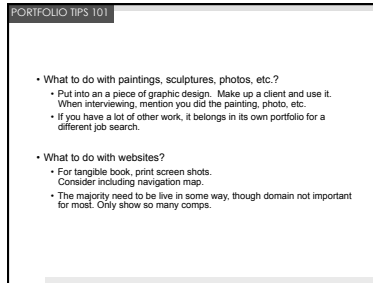 PORTFOLIO TIPS 101
• What to do with paintings, sculptures, photos, etc.?
• Put into an a piece of graphic design. Make up a client and use it.
When interviewing, mention you did the painting, photo, etc.
• If you have a lot of other work, it belongs in its own portfolio for a
different job search.
• What to do with websites?
• For tangible book, print screen shots.
Consider including navigation map.
• The majority need to be live in some way, though domain not important
for most. Only show so many comps.